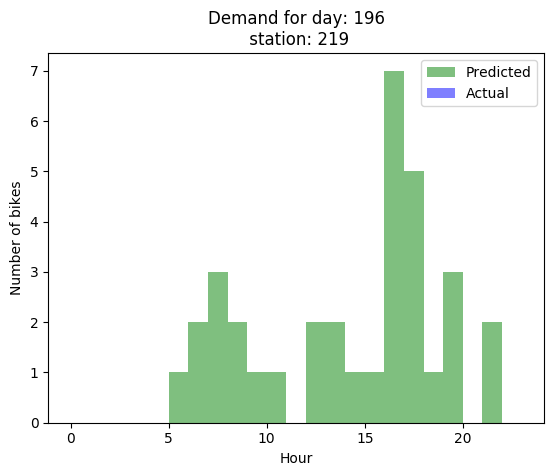 Demand for day: 196
station: 219
Predicted
Actual
Number of bikes
7
6
5
4
3
2
1
0
0 5 10 15 20
Hour